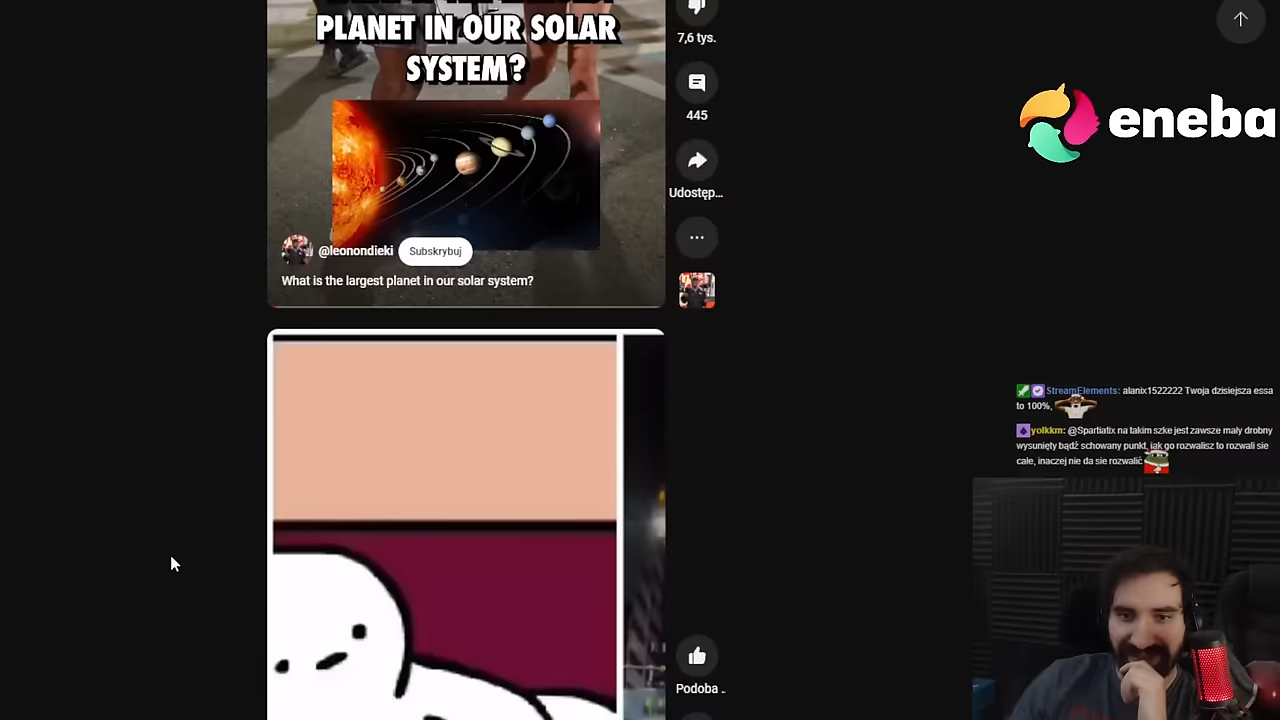 PLANET IN OUR SOLAR
SYSTEM?
7,6 tys.
445
Udostęp...
@leonondieki
Subskrybuj
What is the largest planet in our solar system?
Podoba .
eneba
StreamElements: alanix1522222 Twoja dzisiejsza essa
to 100%,
yolkkm: @Spartiatix na takim szke jest zawsze mały drobny
wysunięty bądź schowany punkt, jak go rozwalisz to rozwali sie
całe, inaczej nie da sie rozwalić